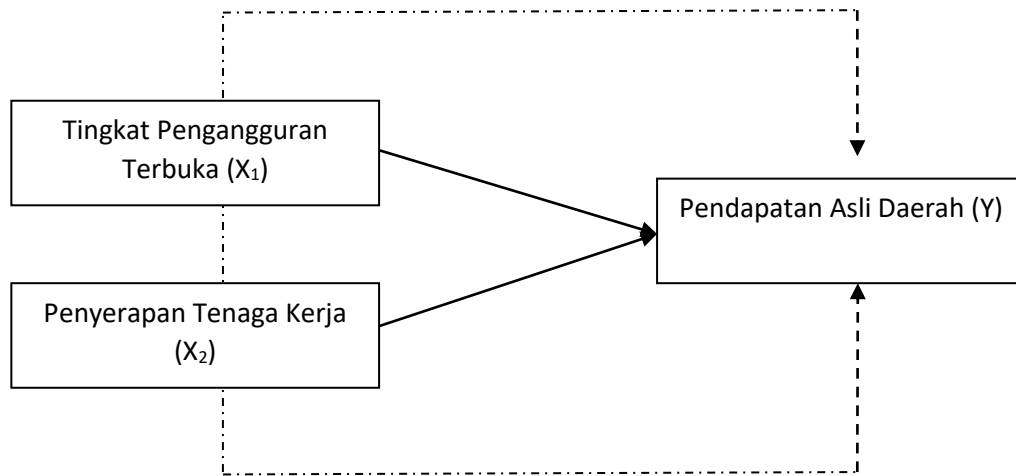 Tingkat Pengangguran
Terbuka (X₁)
Pendapatan Asli Daerah (Y)
Penyerapan Tenaga Kerja
(X₂)